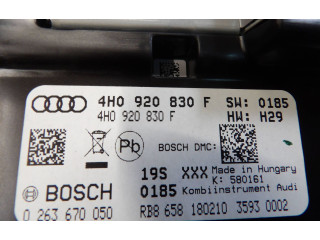 4H0 920 830 F SW: 0185
4H0 920 830 F HW: H29
Pb BOSCH DMC:
19S XXX Made in Hungary
K: 580161
BOSCH 0185 Kombiinstrument Audi
0 263 670 050 RB8 658 180210 3593 0002